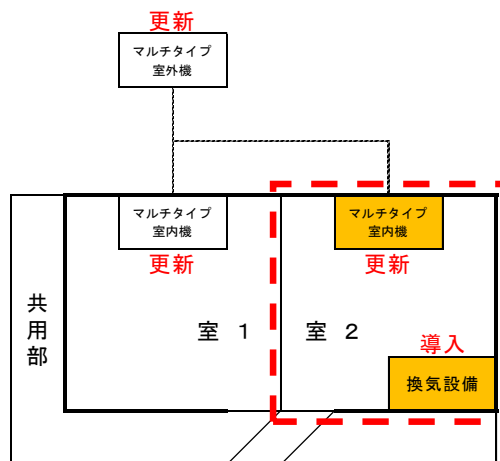 更新
マルチタイプ
室外機
マルチタイプ
室内機
マルチタイプ
室内機
更新
更新
共用部
室 1
室 2
導入
換気設備